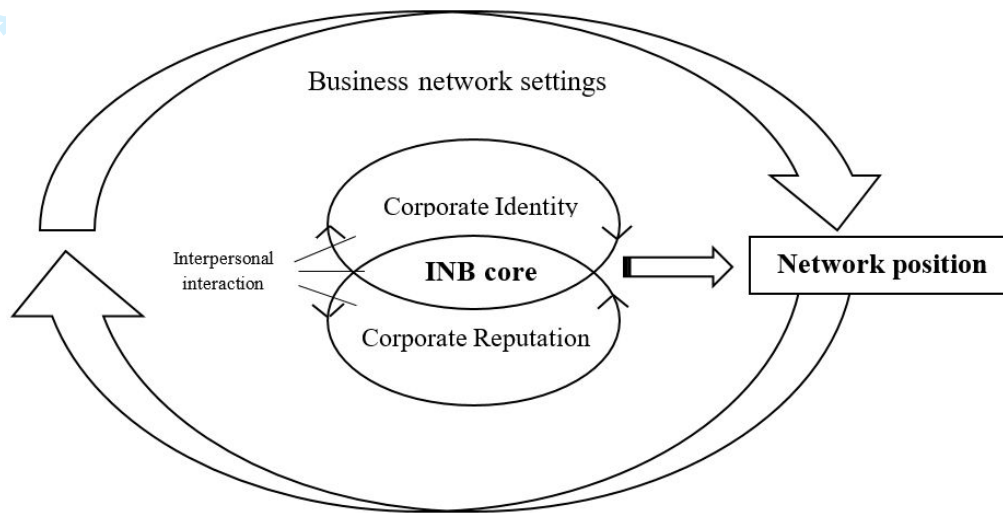 Business network settings
Corporate Identity
Interpersonal
interaction
INB core
Network position
Corporate Reputation